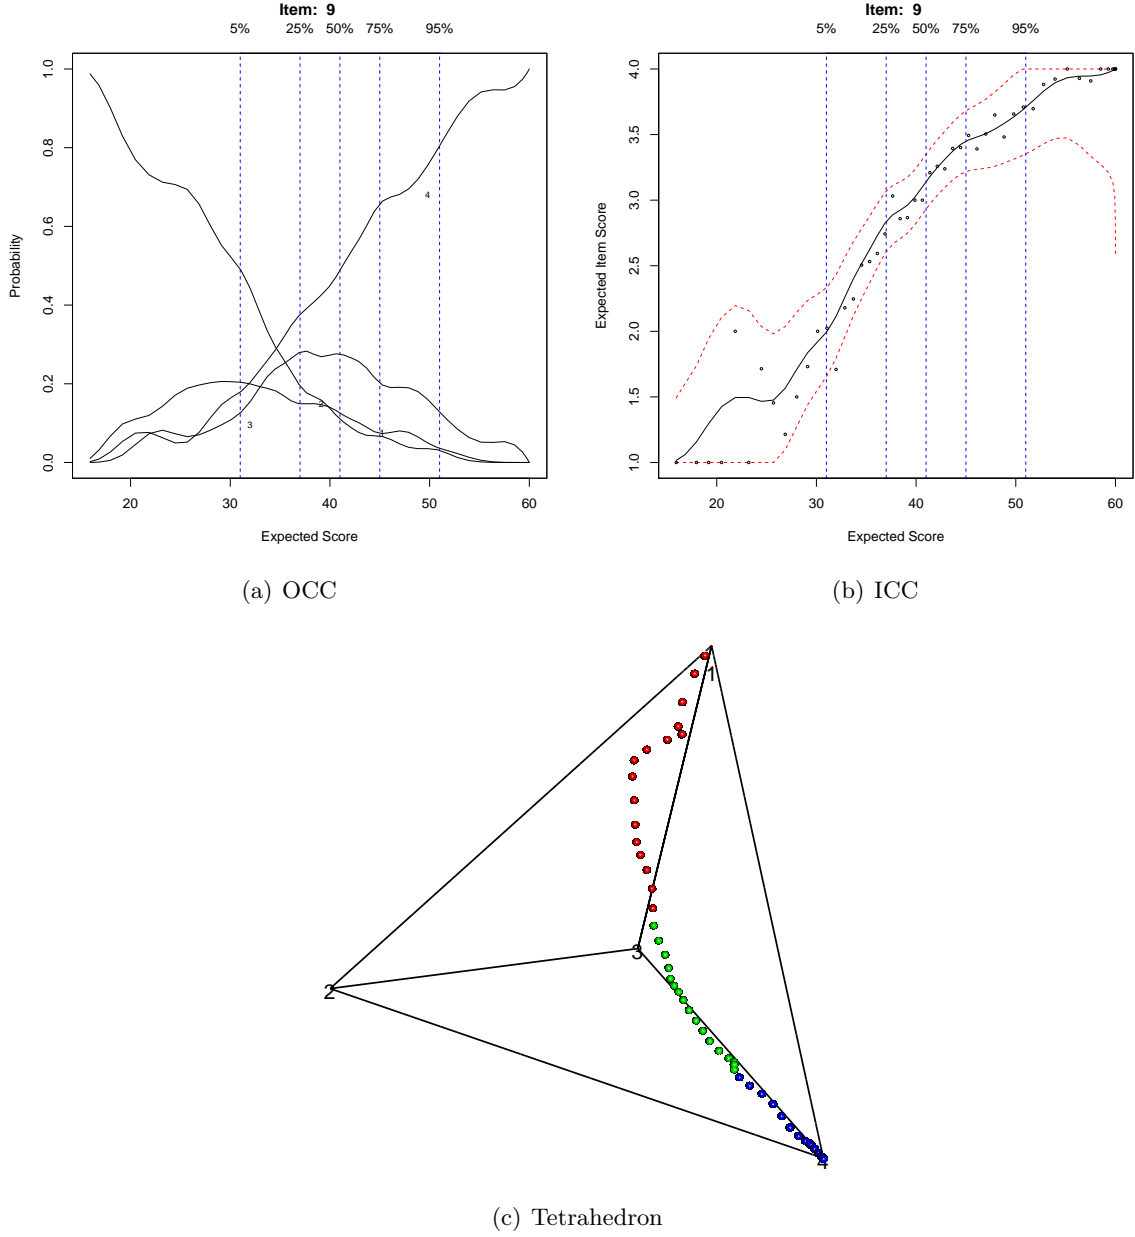 Item: 9
5% 25% 50% 75% 95%
1.0
0.8
0.6
0.4
0.2
0.0
Probability
4
2
3
1
20 30 40 50 60
Expected Score
(a) OCC
Item: 9
5% 25% 50% 75% 95%
4.0
3.5
3.0
2.5
2.0
1.5
1.0
Expected Item Score
20 30 40 50 60
Expected Score
(b) ICC
1
3
2
4
(c) Tetrahedron